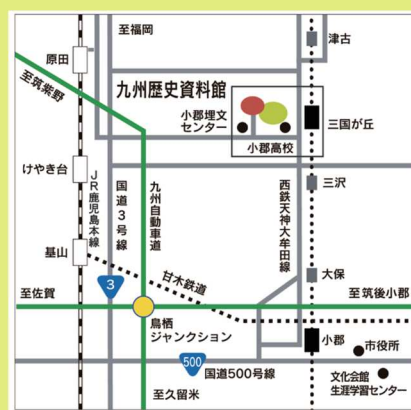 至福岡
津古
原田
至筑紫野
九州歴史資料館
小郡埋文
センター
三国が丘
小郡高校
けやき台
JR鹿児島本線
国道3号線
九州自動車道
西鉄天神大牟田線
三沢
基山
甘木鉄道
大保
至佐賀
3
至筑後小郡
鳥栖
ジャンクション
小郡
市役所
500
国道500号線
文化会館
生涯学習センター
至久留米